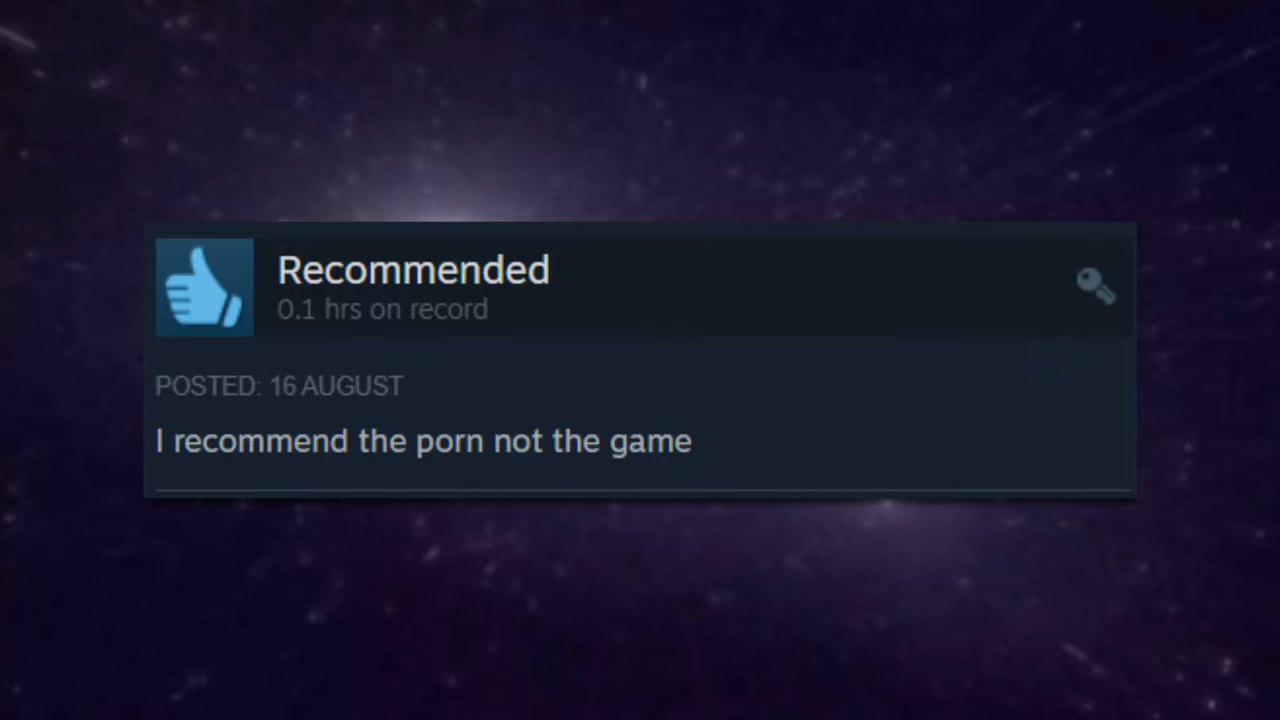 Recommended
0.1 hrs on record
POSTED: 16 AUGUST
I recommend the porn not the game